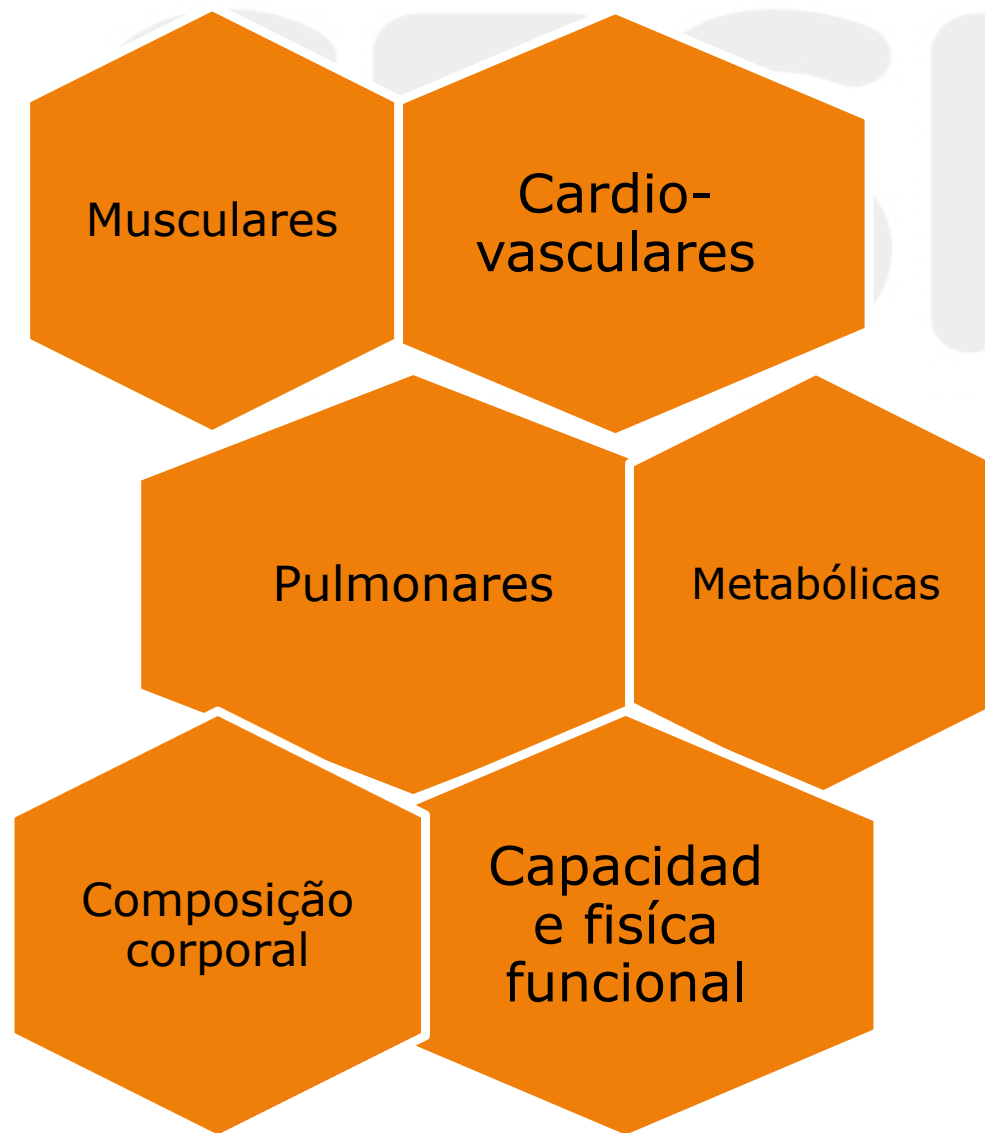 Musculares
Cardio-
vasculares
Pulmonares
Metabólicas
Composição
corporal
Capacidad
e fisíca
funcional